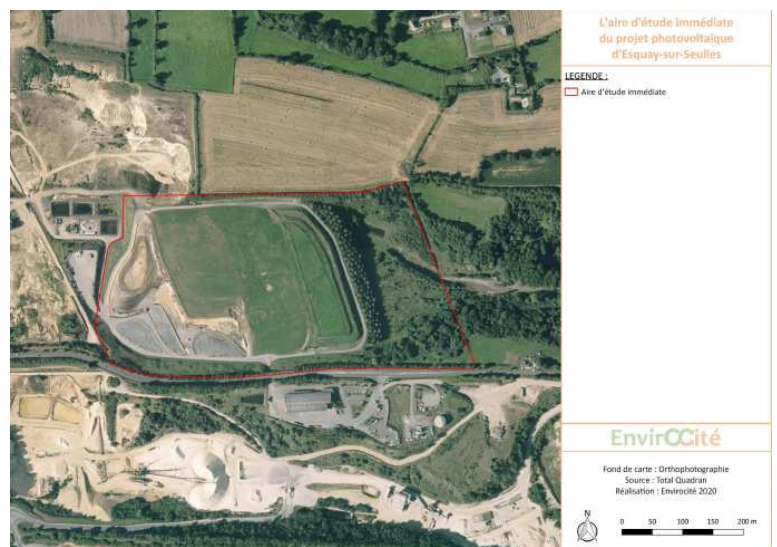 L'aire d'étude immédiate
du projet photovoltaïque
d'Esquay-sur-Seulles
LEGENDE :
Aire d'étude immédiate
EnvirOCité
Fond de carte : Orthophotographie
Source : Total Quadran
Réalisation : Envirocité 2020
N
0 50 100 150 200 m